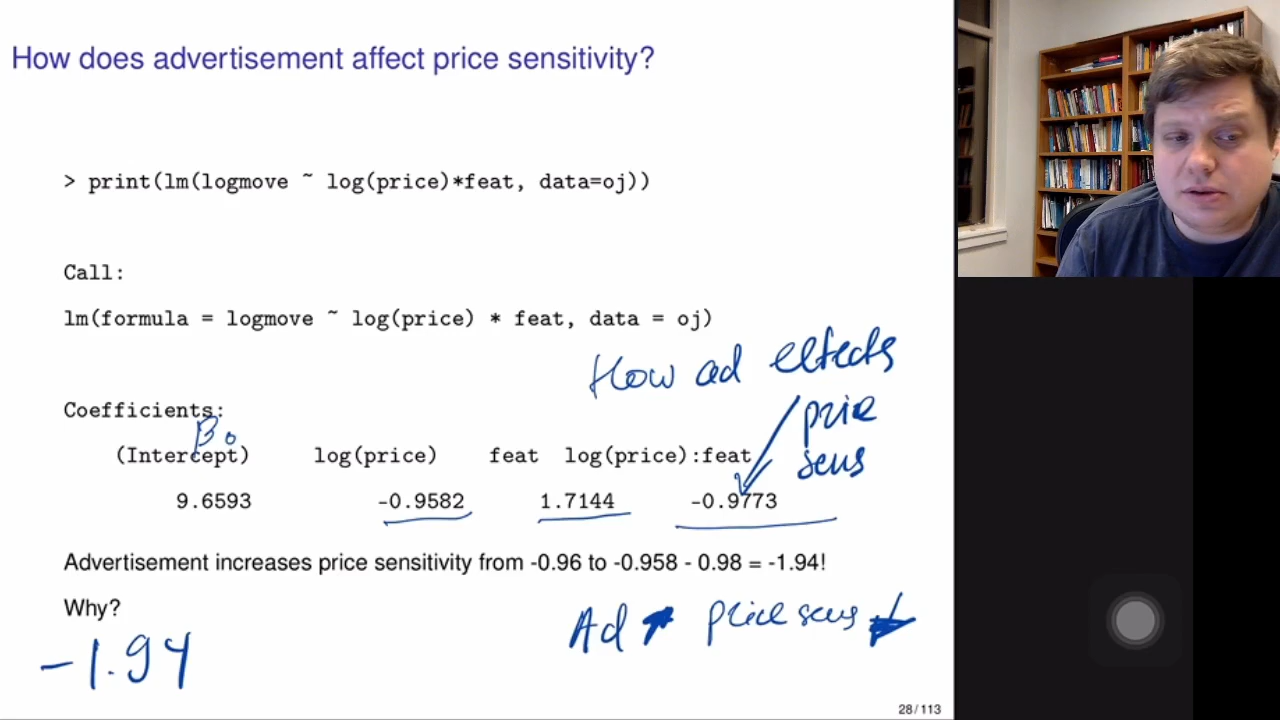 How does advertisement affect price sensitivity?
> print(lm(logmove ~ log(price)*feat, data=oj))
Call:
lm(formula = logmove ~ log(price) * feat, data = oj)
How ad effects
price
sens
Coefficients:
β0
(Intercept) log(price) feat log(price):feat
9.6593 -0.9582 1.7144 -0.9773
Advertisement increases price sensitivity from -0.96 to -0.958 - 0.98 = -1.94!
Why?
Ad price sens
-1.94
28/113